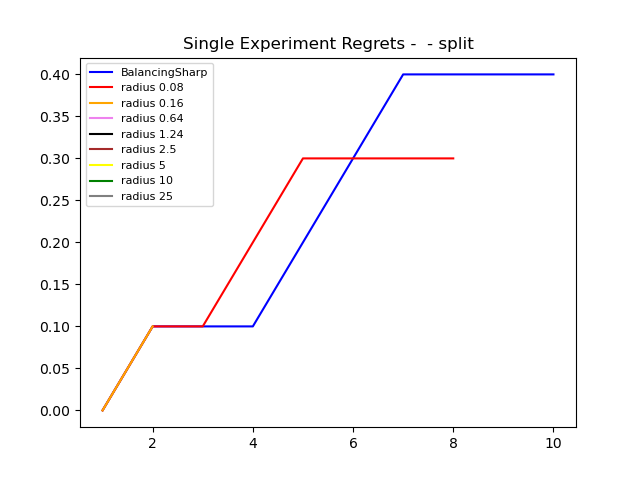 Single Experiment Regrets -  - split
0.40
0.35
0.30
0.25
0.20
0.15
0.10
0.05
0.00
BalancingSharp
radius 0.08
radius 0.16
radius 0.64
radius 1.24
radius 2.5
radius 5
radius 10
radius 25
2 4 6 8 10